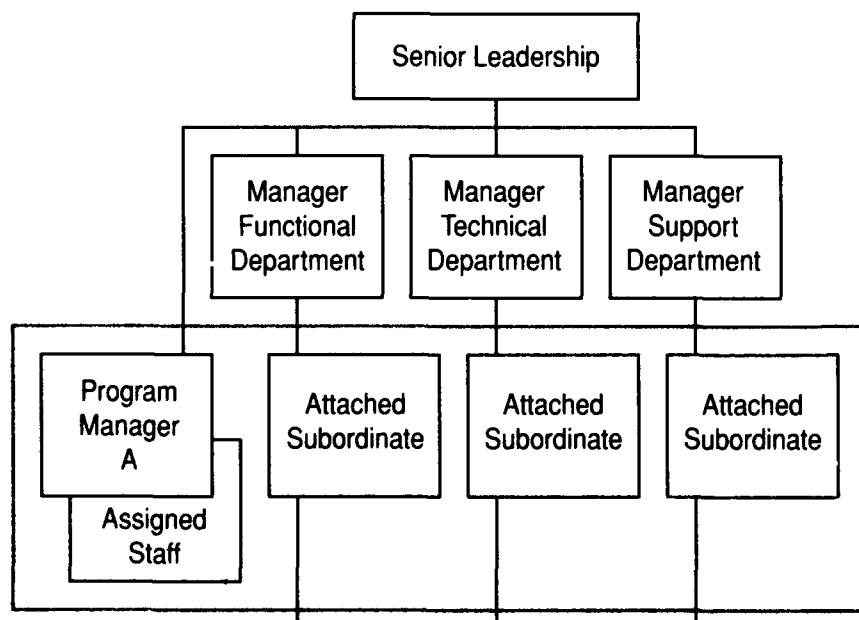 Senior Leadership
Manager
Functional
Department
Manager
Technical
Department
Manager
Support
Department
Program
Manager
A
Assigned
Staff
Attached
Subordinate
Attached
Subordinate
Attached
Subordinate